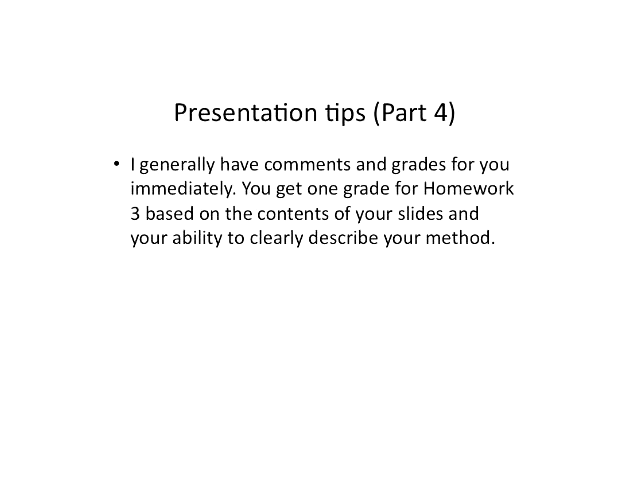 Presentation tips (Part 4)
• I generally have comments and grades for you
immediately. You get one grade for Homework
3 based on the contents of your slides and
your ability to clearly describe your method.